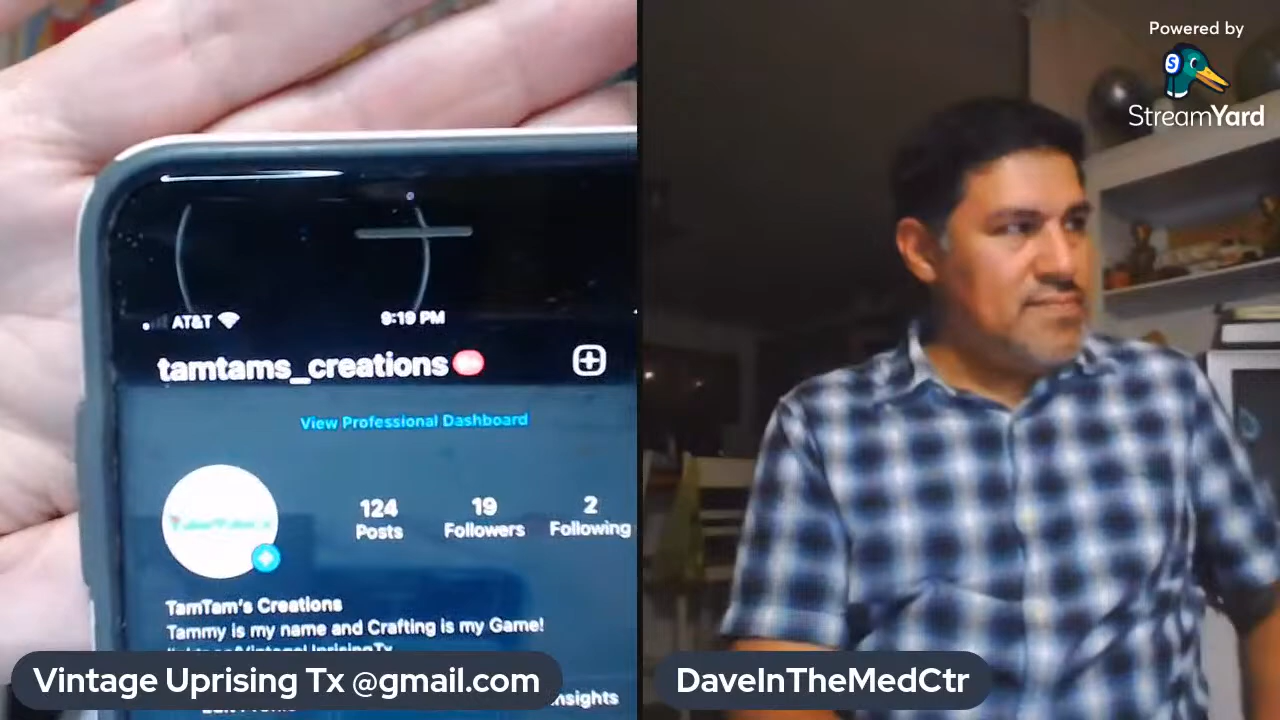 Powered by
StreamYard
AT&T
9:19 PM
tamtams_creations
View Professional Dashboard
124
Posts
19
Followers
2
Following
TamTam's Creations
Tammy is my name and Crafting is my Game!
Insights
Vintage Uprising Tx @gmail.com
DaveInTheMedCtr